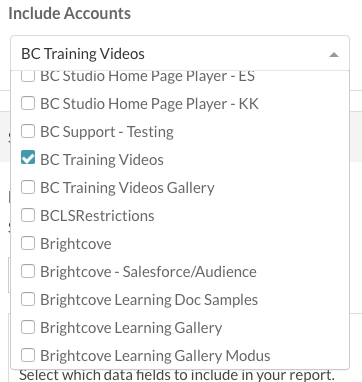 Include Accounts
BC Training Videos
BC Studio Home Page Player - ES
BC Studio Home Page Player - KK
BC Support - Testing
BC Training Videos
BC Training Videos Gallery
BCLSRestrictions
Brightcove
Brightcove - Salesforce/Audience
Brightcove Learning Doc Samples
Brightcove Learning Gallery
Brightcove Learning Gallery Modus
Select which data fields to include in your report.